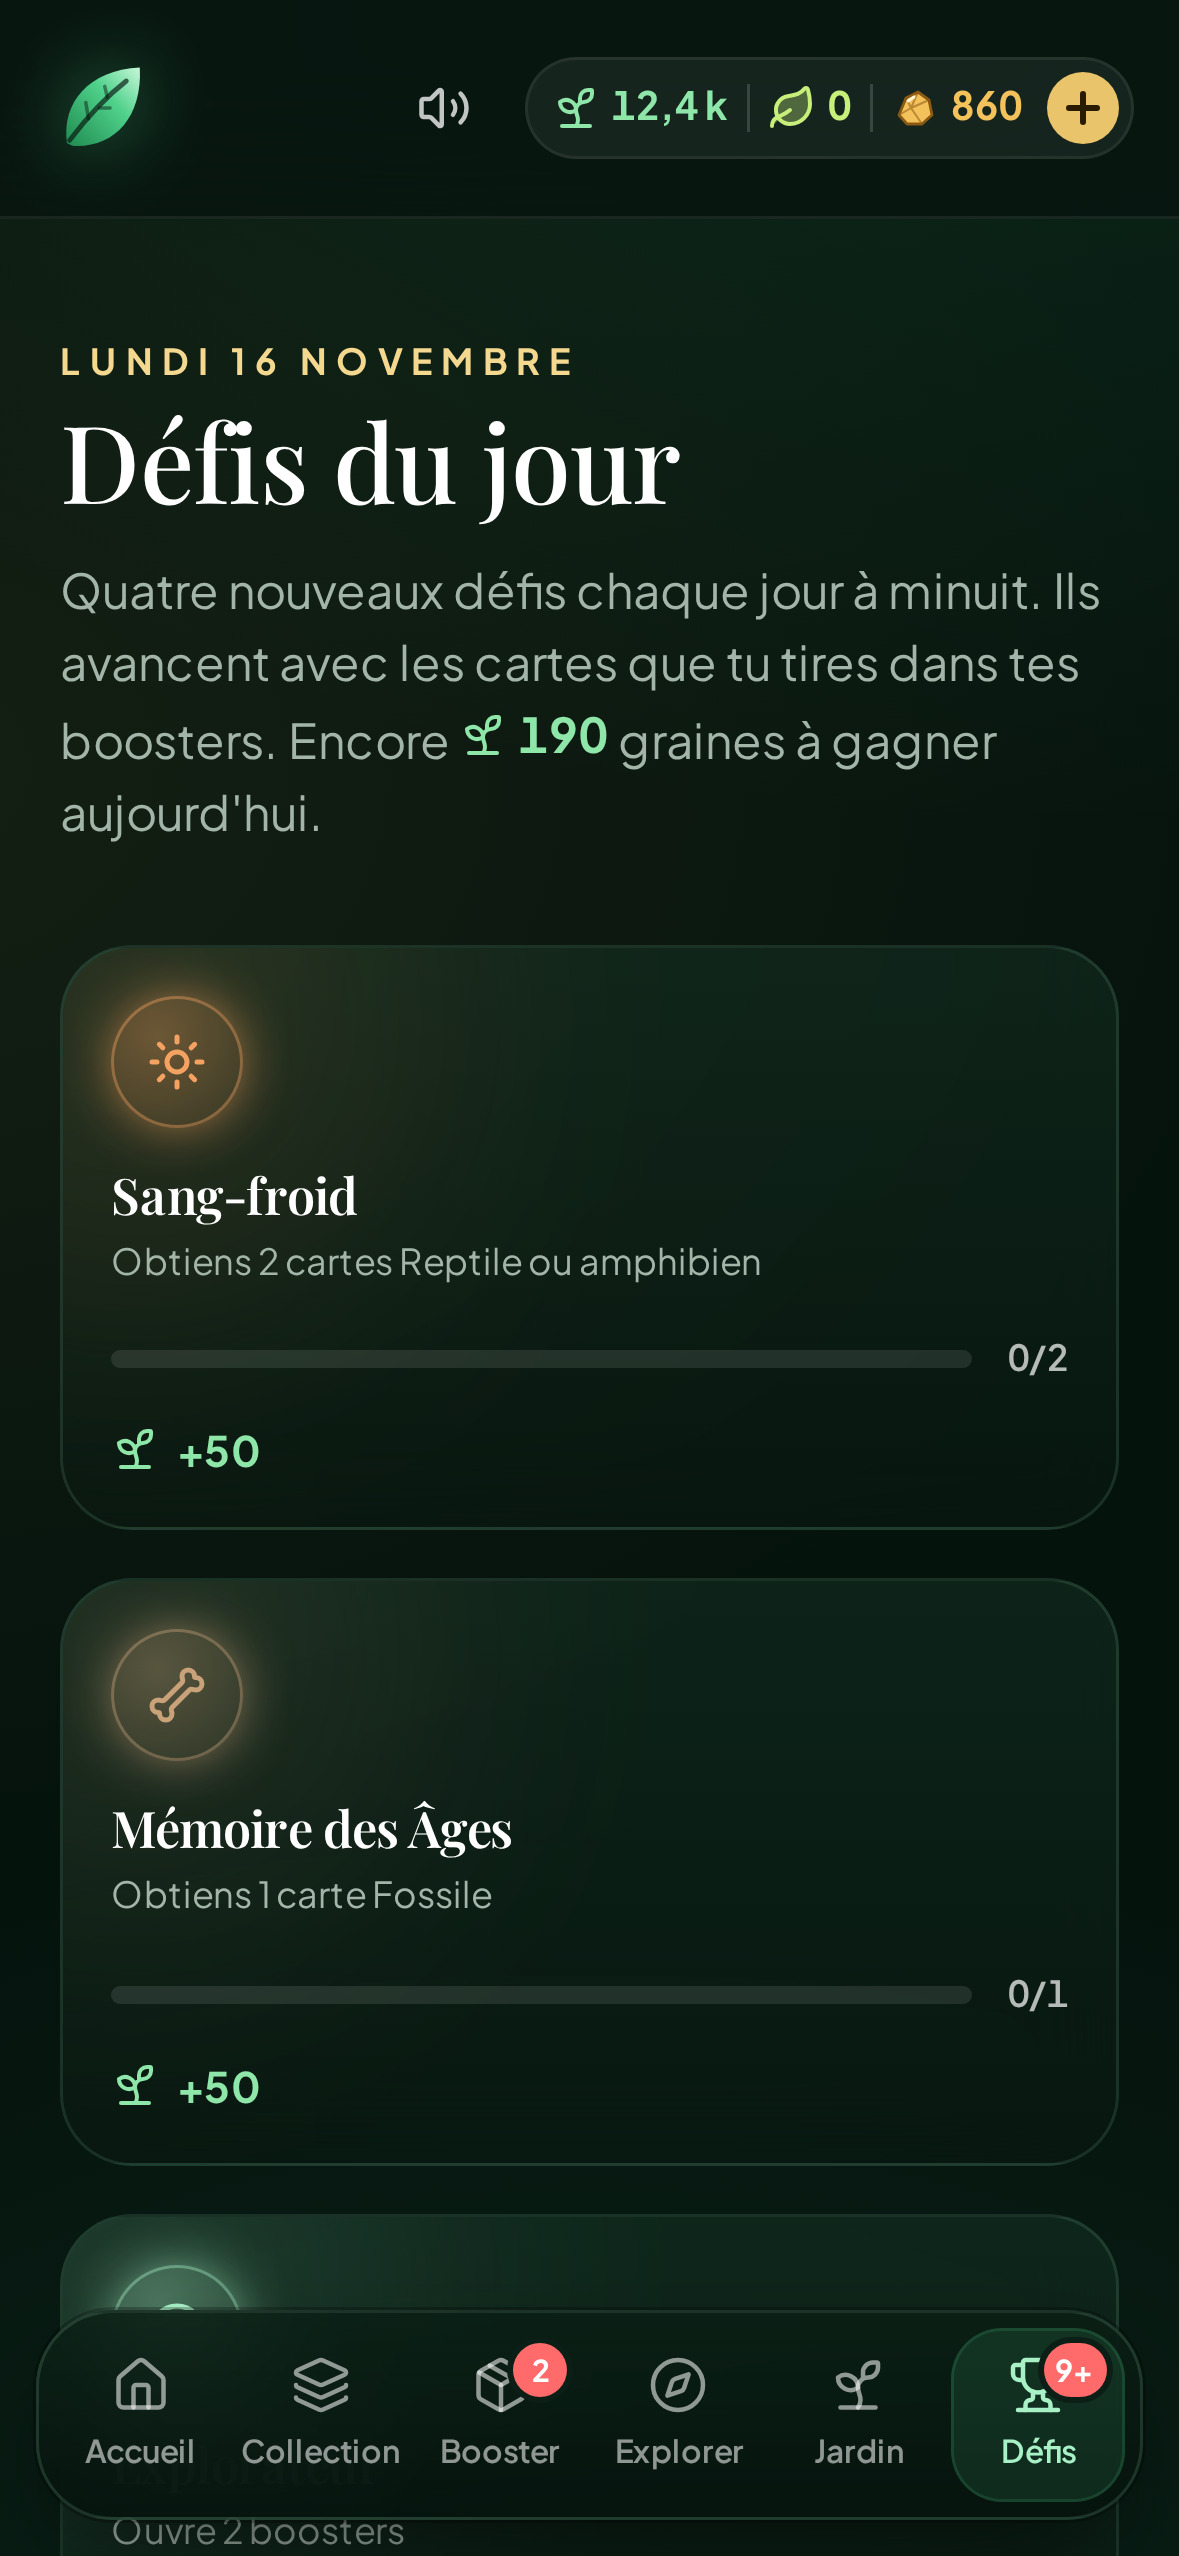 12,4k 0 860
LUNDI 16 NOVEMBRE
Défis du jour
Quatre nouveaux défis chaque jour à minuit. Ils
avancent avec les cartes que tu tires dans tes
boosters. Encore 190 graines à gagner
aujourd'hui.
Sang-froid
Obtiens 2 cartes Reptile ou amphibien
0/2
+50
Mémoire des Âges
Obtiens 1 carte Fossile
0/1
+50
2 9+
Accueil Collection Booster Explorer Jardin Défis
Explorateur
Ouvre 2 boosters